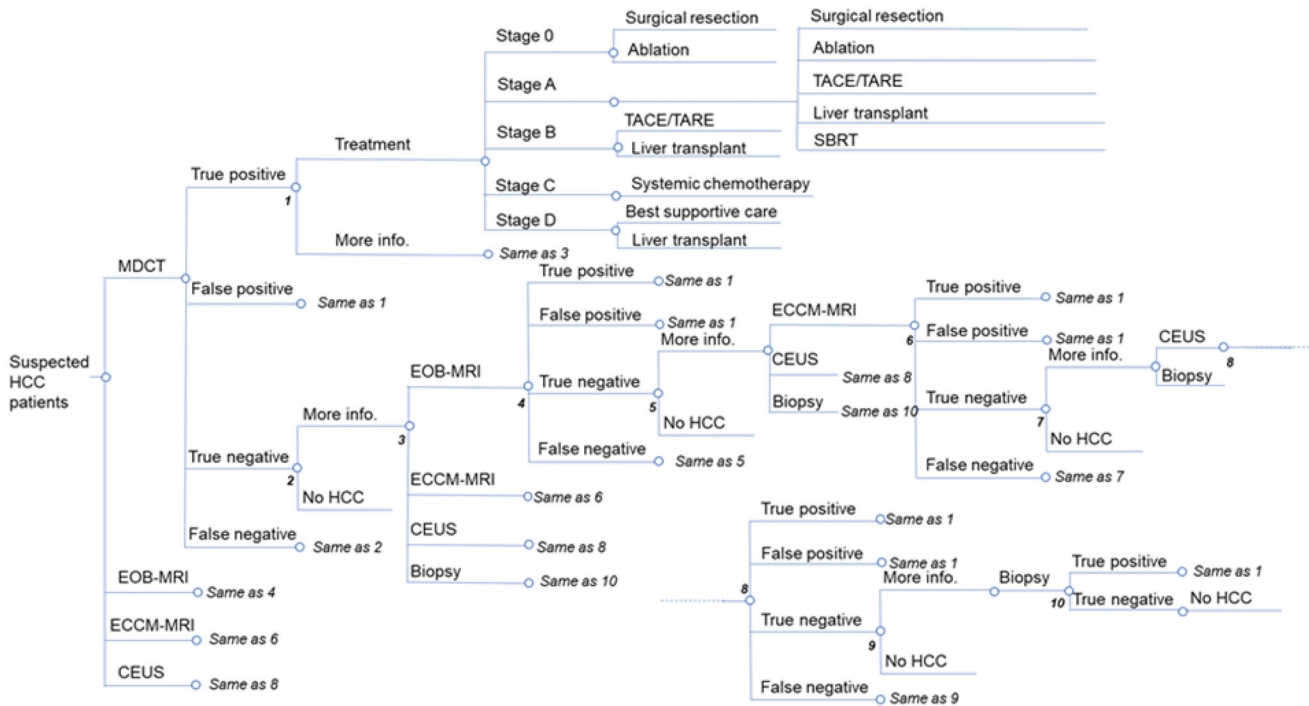 Surgical resection
Stage 0
Ablation
Surgical resection
Ablation
Stage A
TACE/TARE
Liver transplant
SBRT
Stage B
TACE/TARE
Liver transplant
Treatment
True positive
1
Stage C
Systemic chemotherapy
Stage D
Best supportive care
Liver transplant
More info.
Same as 3
MDCT
False positive
Same as 1
Suspected
HCC
patients
True positive
Same as 1
False positive
Same as 1
EOB-MRI
4
True negative
More info.
5
No HCC
False negative
Same as 5
ECCM-MRI
CEUS
Same as 8
Biopsy
Same as 10
True positive
Same as 1
6
False positive
Same as 1
More info.
True negative
7
No HCC
False negative
Same as 7
CEUS
8
Biopsy
More info.
3
True negative
2
No HCC
ECCM-MRI
Same as 6
CEUS
Same as 8
Biopsy
Same as 10
False negative
Same as 2
EOB-MRI
Same as 4
ECCM-MRI
Same as 6
CEUS
Same as 8
True positive
Same as 1
False positive
Same as 1
8
More info.
Biopsy
True negative
9
No HCC
False negative
Same as 9
True positive
Same as 1
10
True negative
No HCC